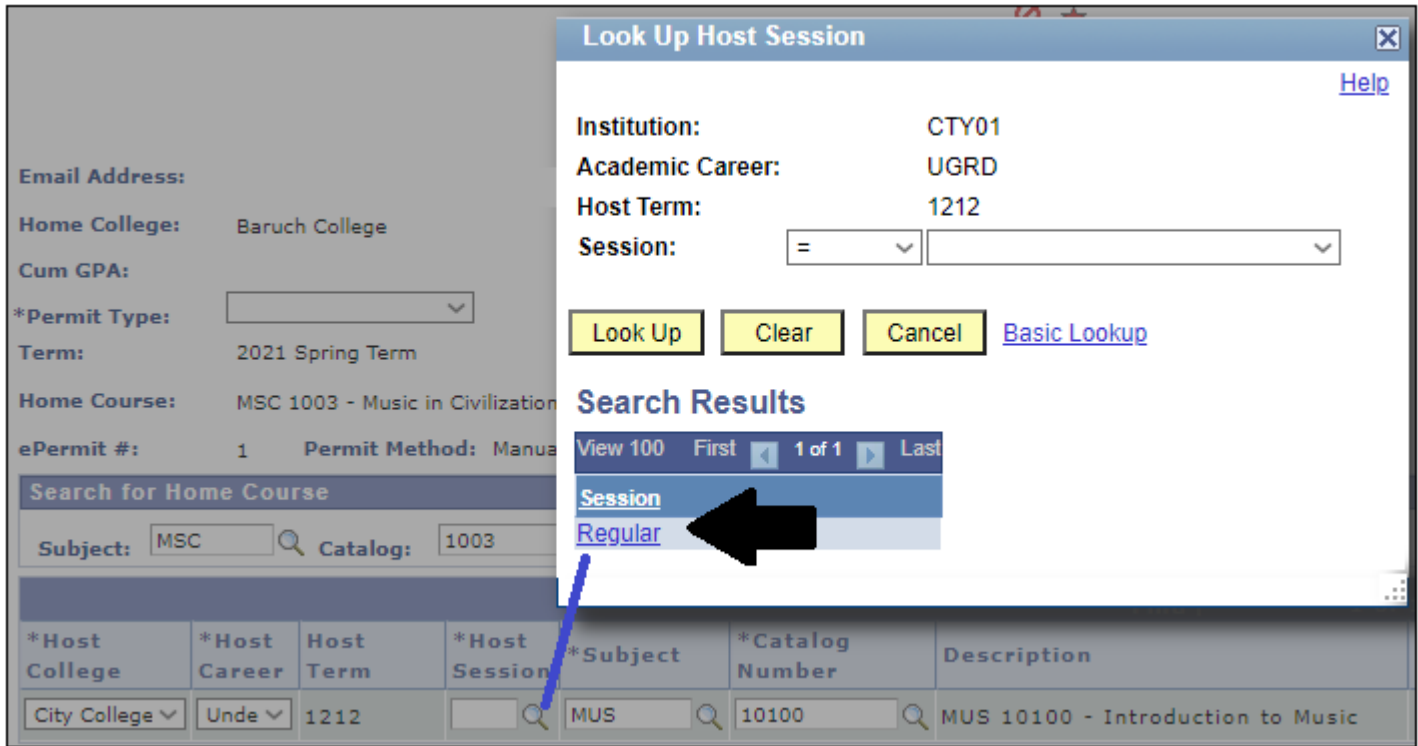 Look Up Host Session
Help
Institution: CTY01
Academic Career: UGRD
Host Term: 1212
Session: =
Look Up Clear Cancel Basic Lookup
Search Results
View 100 First 1 of 1 Last
Session
Regular
Email Address:
Home College: Baruch College
Cum GPA:
*Permit Type:
Term: 2021 Spring Term
Home Course: MSC 1003 - Music in Civilization
ePermit #: 1 Permit Method: Manua
Search for Home Course
Subject: MSC Catalog: 1003
*Host College *Host Career Host Term *Host Session *Subject *Catalog Number Description
City College Unde 1212 MUS 10100 MUS 10100 - Introduction to Music